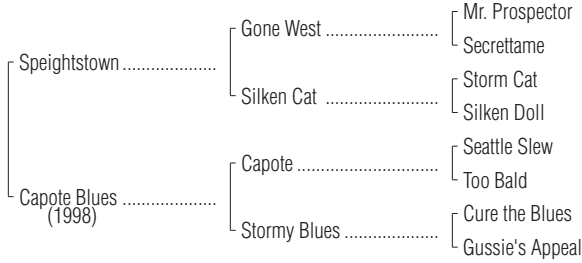 Mr. Prospector
Gone West ........................
Secrettame
Speightstown ....................
Storm Cat
Silken Cat ........................
Silken Doll
Seattle Slew
Capote ..............................
Too Bald
Capote Blues ....................
(1998)
Cure the Blues
Stormy Blues ....................
Gussie's Appeal